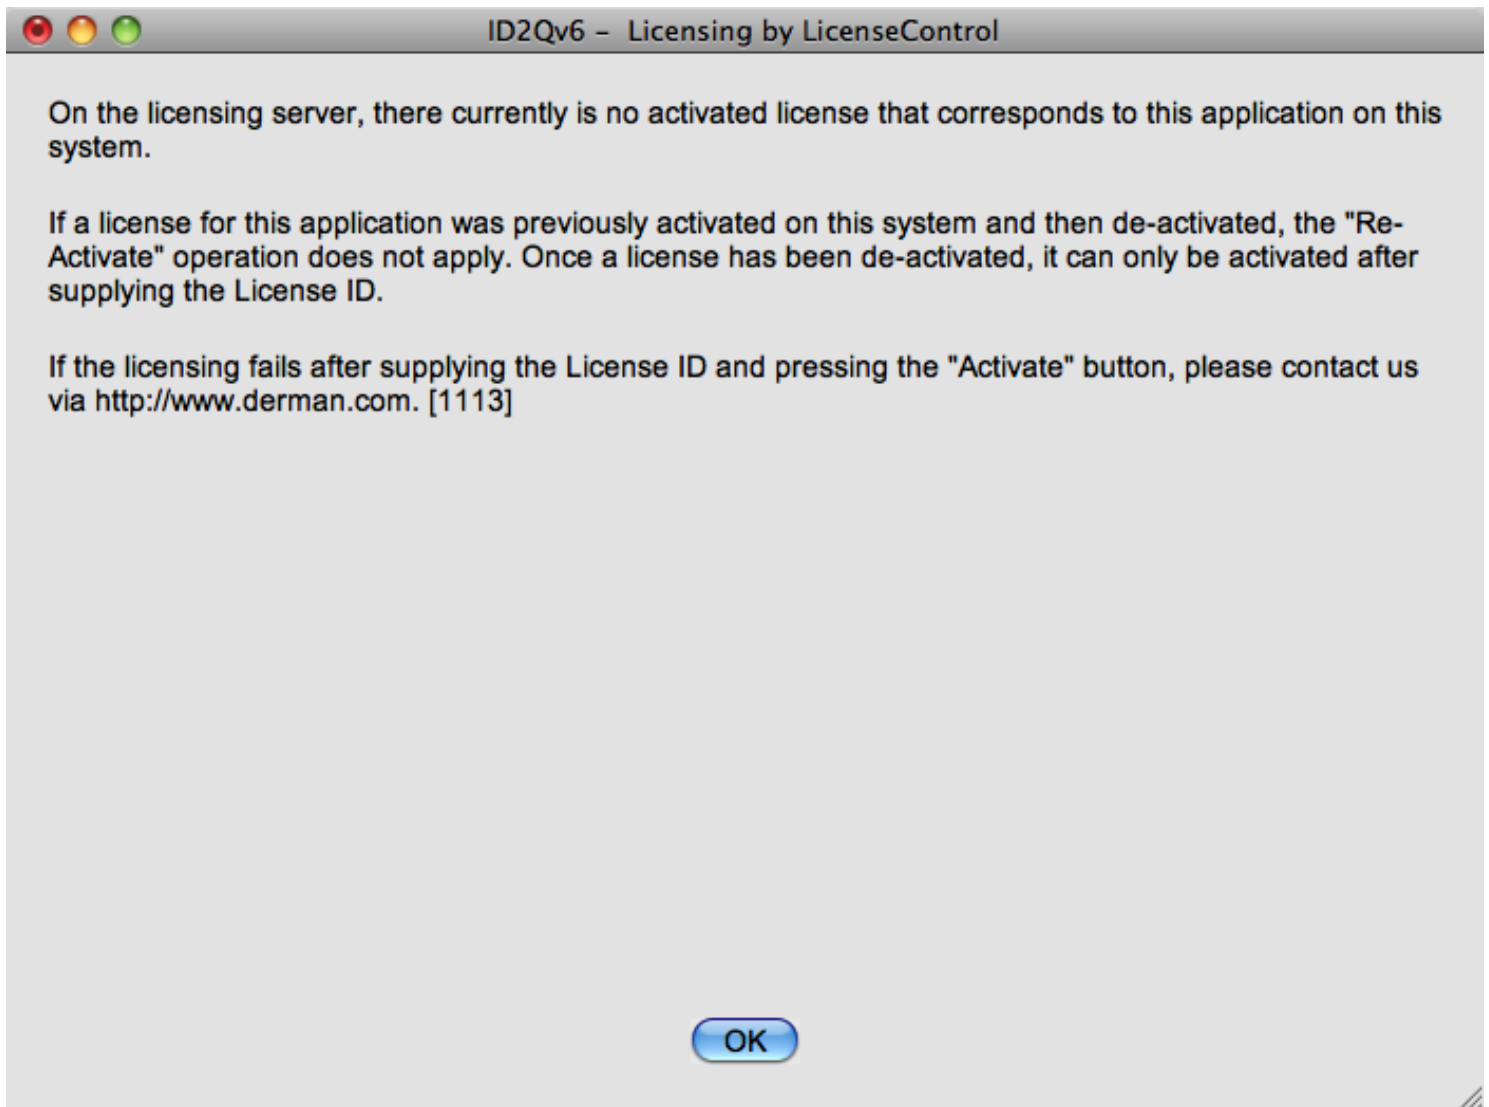 ID2Qv6 – Licensing by LicenseControl
On the licensing server, there currently is no activated license that corresponds to this application on this
system.
If a license for this application was previously activated on this system and then de-activated, the "Re-
Activate" operation does not apply. Once a license has been de-activated, it can only be activated after
supplying the License ID.
If the licensing fails after supplying the License ID and pressing the "Activate" button, please contact us
via http://www.derman.com. [1113]
OK